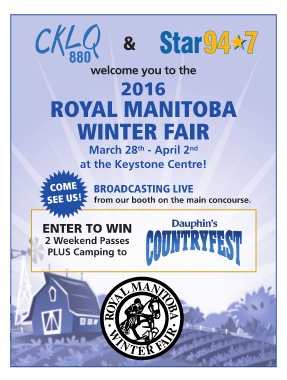 CKLQ
880
&
Star94★7
welcome you to the
2016
ROYAL MANITOBA
WINTER FAIR
March 28th - April 2nd
at the Keystone Centre!
COME
SEE US!
BROADCASTING LIVE
from our booth on the main concourse.
ENTER TO WIN
2 Weekend Passes
PLUS Camping to
Dauphin's
COUNTRYFEST
ROYAL MANITOBA
WINTER FAIR